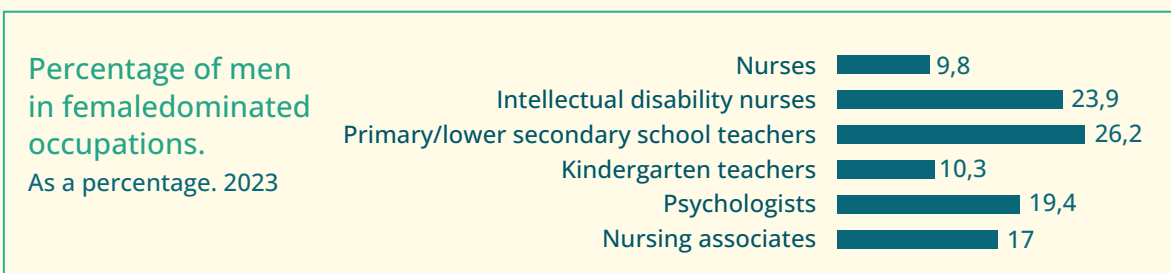 Percentage of men
in femaledominated
occupations.
As a percentage. 2023
Nurses 9,8
Intellectual disability nurses 23,9
Primary/lower secondary school teachers 26,2
Kindergarten teachers 10,3
Psychologists 19,4
Nursing associates 17